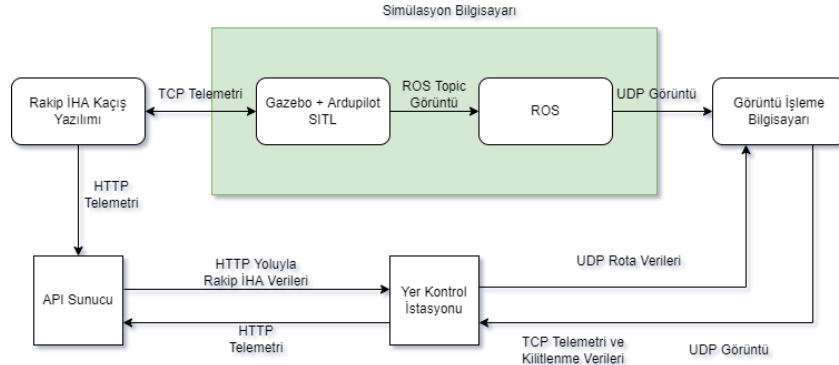 Simülasyon Bilgisayarı
Rakip İHA Kaçış
Yazılımı
TCP Telemetri
Gazebo + Ardupilot
SITL
ROS Topic
Görüntü
ROS
UDP Görüntü
Görüntü İşleme
Bilgisayarı
HTTP
Telemetri
API Sunucu
HTTP Yoluyla
Rakip İHA Verileri
Yer Kontrol
İstasyonu
UDP Rota Verileri
HTTP
Telemetri
TCP Telemetri ve
Kilitlenme Verileri
UDP Görüntü